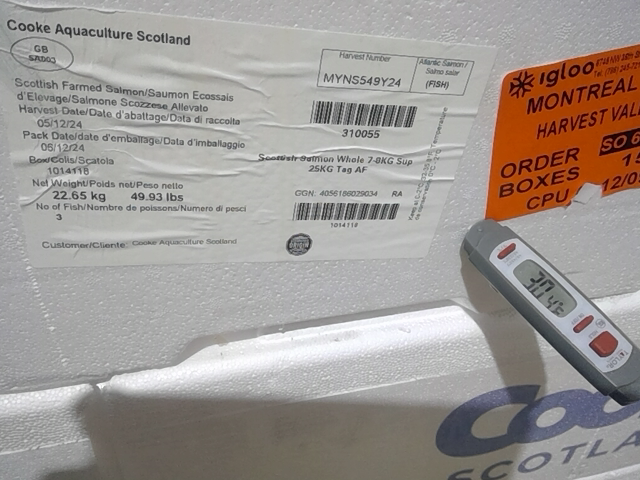 Cooke Aquaculture Scotland
GB
SA003
Harvest Number
MYNS549Y24
Atlantic Salmon /
Salmo salar
(FISH)
Scottish Farmed Salmon/Saumon Ecossais
d'Elevage/Salmone Scozzese Allevato
Harvest Date/Date d'abattage/Data di raccolta
05/12/24
Pack Date/date d'emballage/Data d'imballaggio
05/12/24
Box/Colis/Scatola
1014118
Net Weight/Poids net/Peso netto
22.65 kg 49.93 lbs
No of Fish/Nombre de poissons/Numero di pesci
3
Customer/Cliente: Cooke Aquaculture Scotland
310055
Scottish Salmon Whole 7-8KG Sup
25KG Tag AF
GGN: 4056186029034 RA
1014118
igloo
MONTREAL
HARVEST VAL
ORDER SO
BOXES
CPU 12/0
30.4°F
SCOTLA